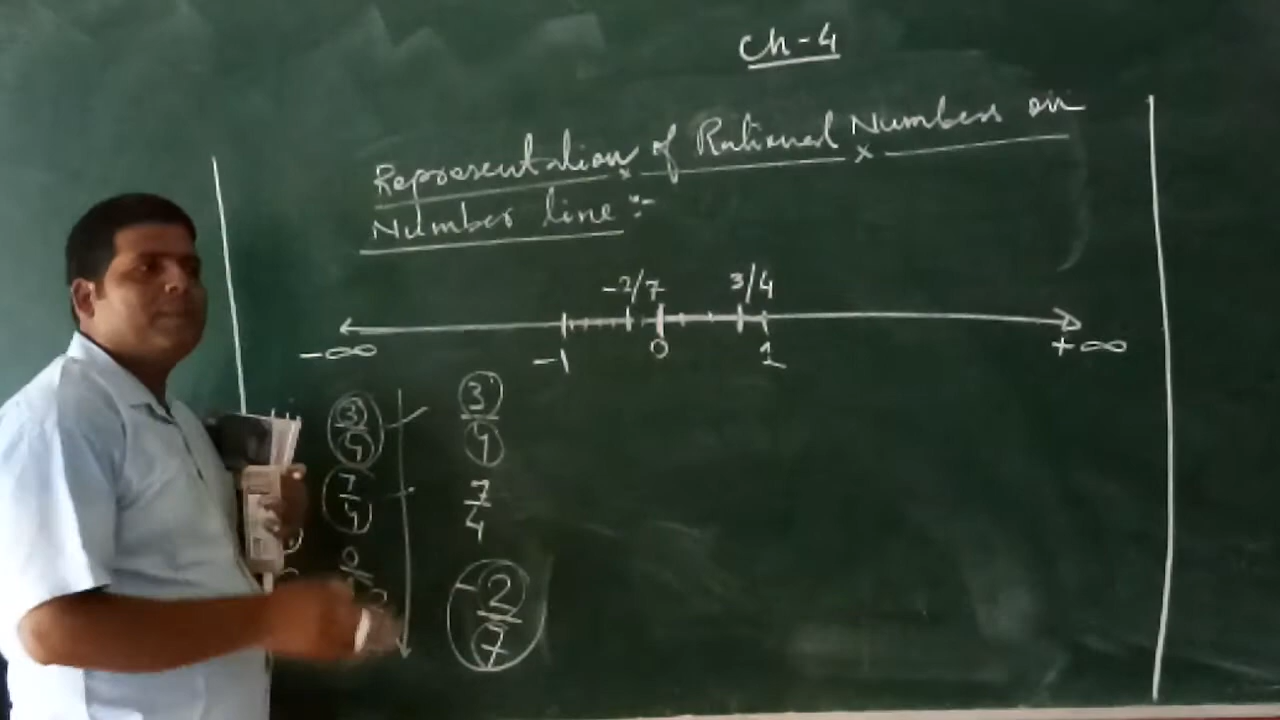 Ch-4
Representation of Rational Numbers on
Number line :-
-2/7 3/4
-∞ -1 0 1 +∞
3/4 3/4
7/4 7/4
-2/7